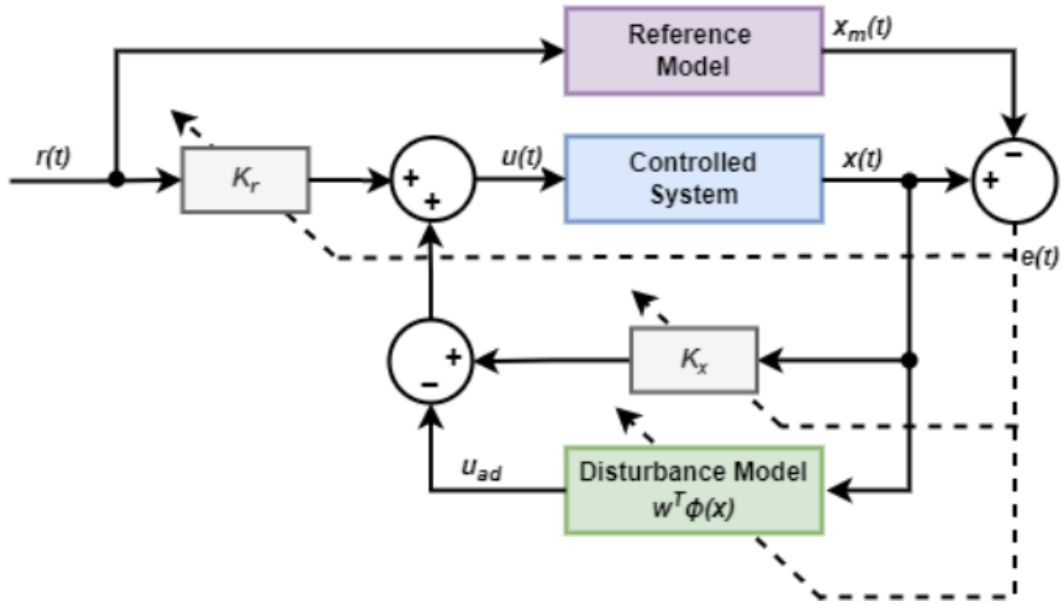 Reference
Model
x_m(t)
r(t)
K_r
+
+
u(t)
Controlled
System
x(t)
−
+
e(t)
+
−
K_x
u_ad
Disturbance Model
w^T ϕ(x)